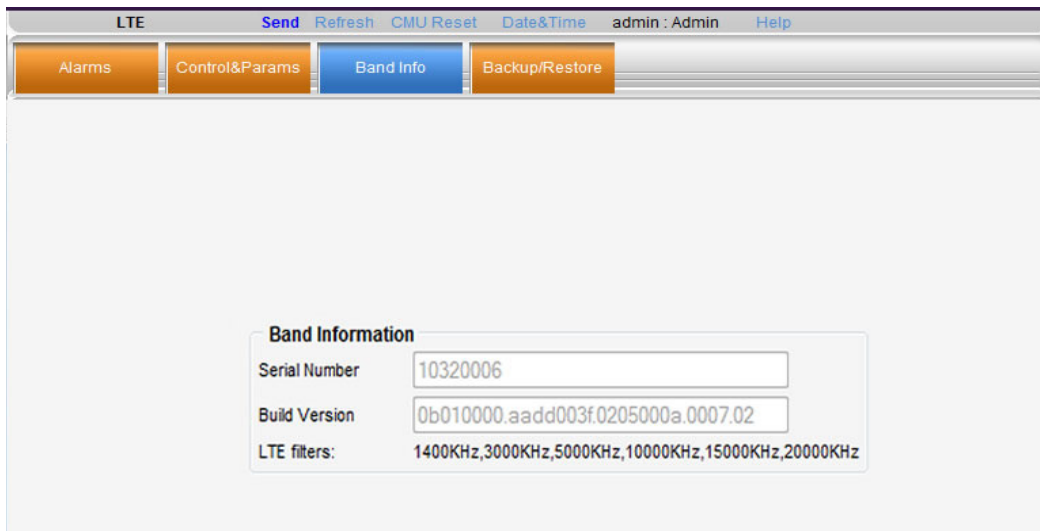 LTE Send Refresh CMU Reset Date&Time admin : Admin Help
Alarms Control&Params Band Info Backup/Restore
Band Information
Serial Number 10320006
Build Version 0b010000.aadd003f.0205000a.0007.02
LTE filters: 1400KHz,3000KHz,5000KHz,10000KHz,15000KHz,20000KHz